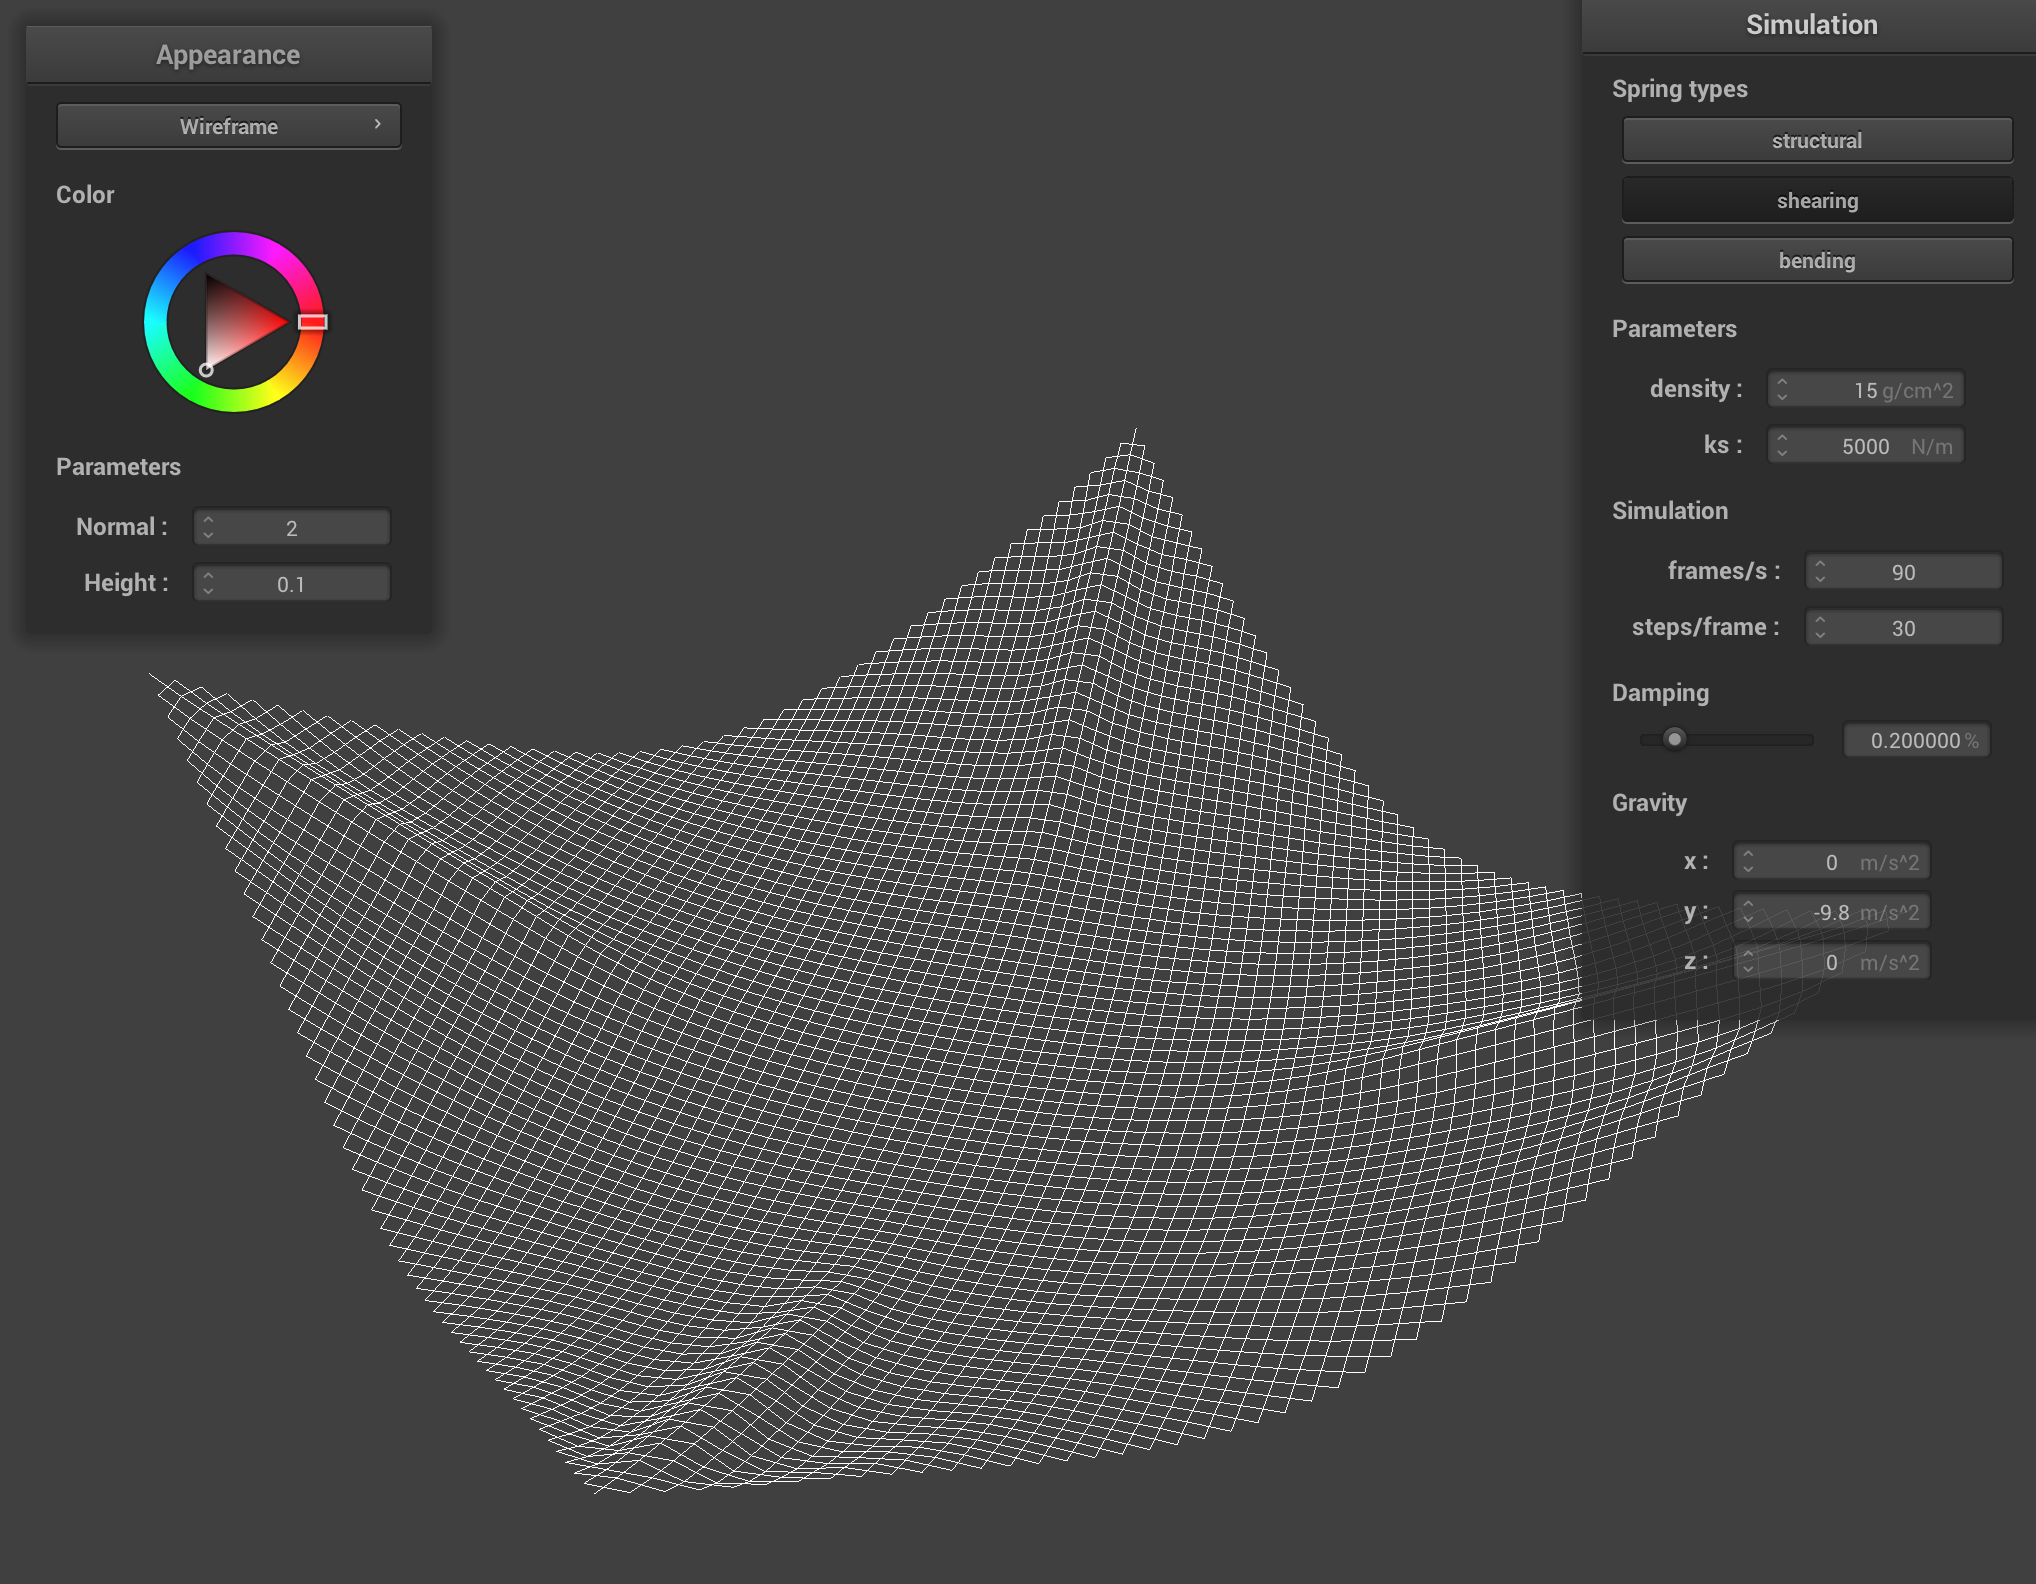 Appearance
Wireframe
Color
Parameters
Normal : 2
Height : 0.1
Simulation
Spring types
structural
shearing
bending
Parameters
density : 15 g/cm^2
ks : 5000 N/m
Simulation
frames/s : 90
steps/frame : 30
Damping
0.200000 %
Gravity
x : 0 m/s^2
y : -9.8 m/s^2
z : 0 m/s^2